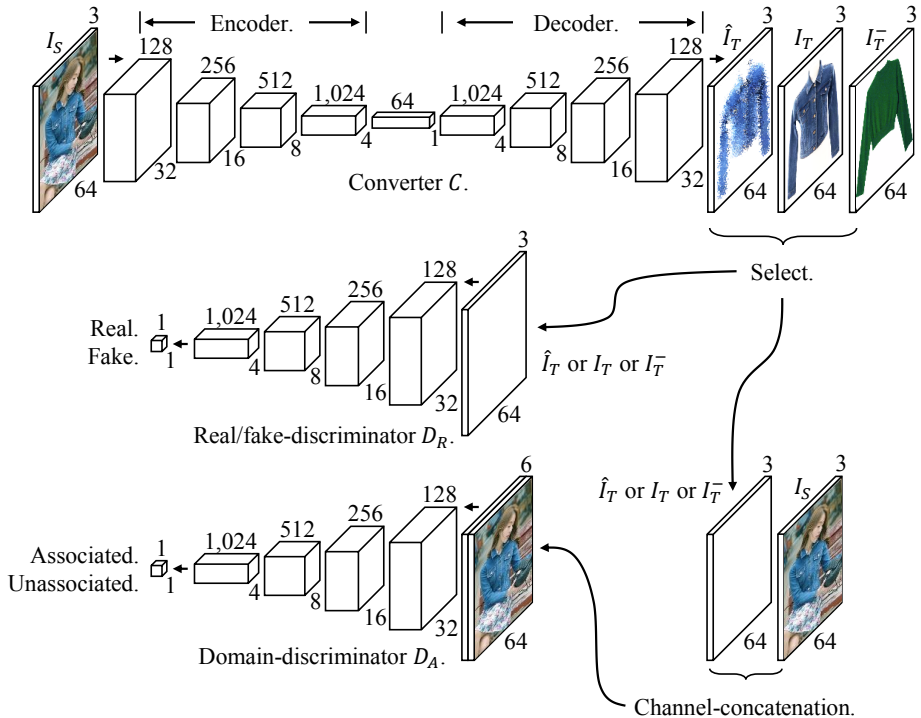 Encoder. Decoder.
I_S 3 128 256 512 1,024 64 1,024 512 256 128 Î_T 3 I_T 3 I_T^- 3
64 32 16 8 4 1 4 8 16 32 64 64 64
Converter C.
Select.
Real.
Fake.
1 1,024 512 256 128 3
1 4 8 16 32 64
Î_T or I_T or I_T^-
Real/fake-discriminator D_R.
Associated.
Unassociated.
1 1,024 512 256 128 6
1 4 8 16 32 64
Domain-discriminator D_A.
Î_T or I_T or I_T^- 3 I_S 3
64 64
Channel-concatenation.